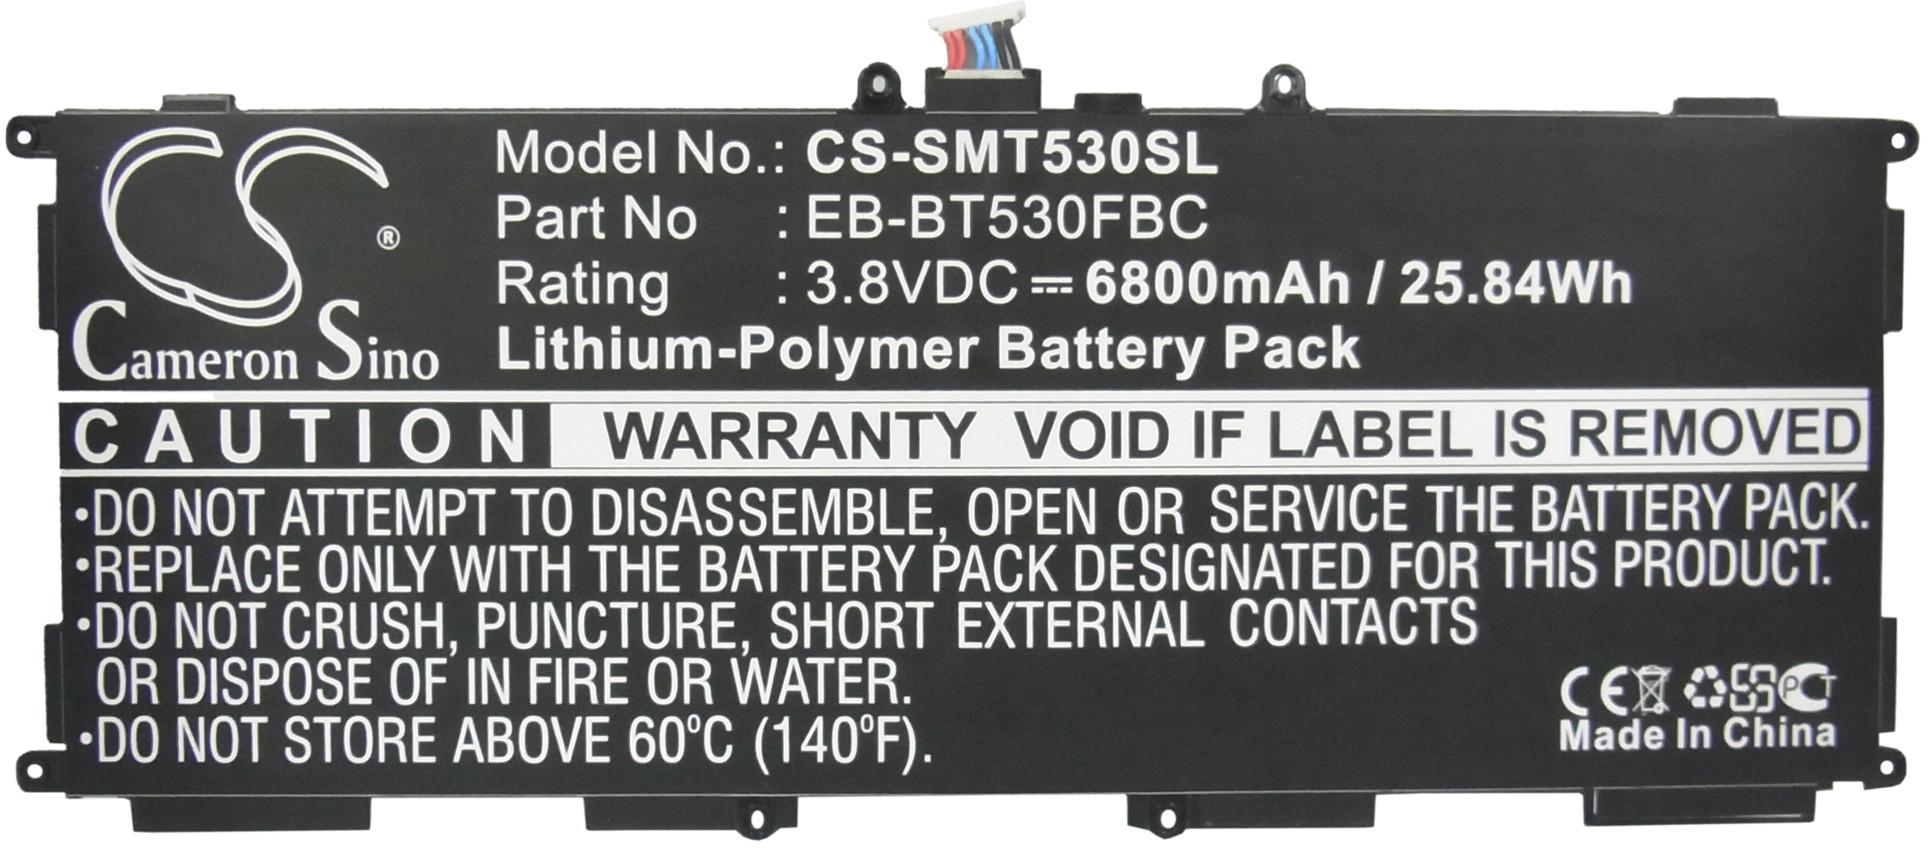 CS ®
Cameron Sino
Model No.: CS-SMT530SL
Part No : EB-BT530FBC
Rating : 3.8VDC ⎓ 6800mAh / 25.84Wh
Lithium-Polymer Battery Pack
CAUTION WARRANTY VOID IF LABEL IS REMOVED
•DO NOT ATTEMPT TO DISASSEMBLE, OPEN OR SERVICE THE BATTERY PACK.
•REPLACE ONLY WITH THE BATTERY PACK DESIGNATED FOR THIS PRODUCT.
•DO NOT CRUSH, PUNCTURE, SHORT EXTERNAL CONTACTS
OR DISPOSE OF IN FIRE OR WATER.
•DO NOT STORE ABOVE 60°C (140°F).
CE PCT
Made In China